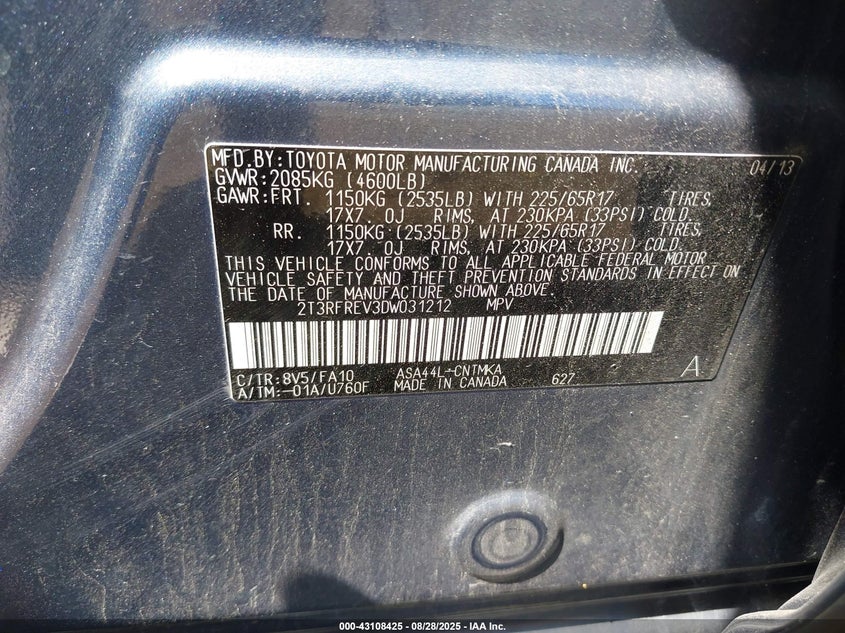 MFD.BY:TOYOTA MOTOR MANUFACTURING CANADA INC. 04/13
GVWR:2085KG (4600LB)
GAWR:FRT. 1150KG (2535LB) WITH 225/65R17 TIRES,
17X7.0J RIMS, AT 230KPA (33PSI) COLD.
RR. 1150KG (2535LB) WITH 225/65R17 TIRES,
17X7.0J RIMS, AT 230KPA (33PSI) COLD.
THIS VEHICLE CONFORMS TO ALL APPLICABLE FEDERAL MOTOR
VEHICLE SAFETY AND THEFT PREVENTION STANDARDS IN EFFECT ON
THE DATE OF MANUFACTURE SHOWN ABOVE.
2T3RFREV3DW031212 MPV
C/TR:8V5/FA10 ASA44L-CNTMKA
A/TM:-01A/U760F MADE IN CANADA 627 A
000-43108425 - 08/28/2025 - IAA Inc.